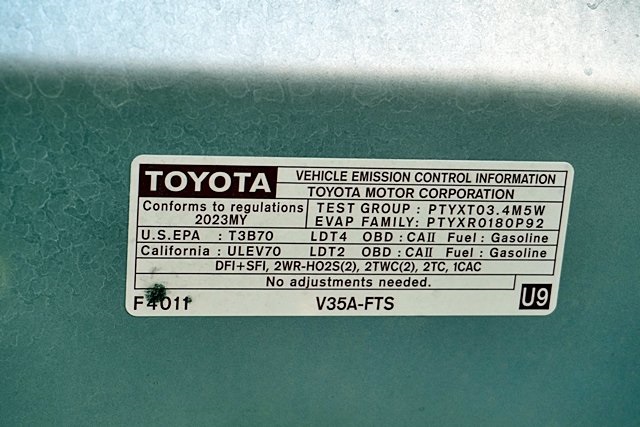 TOYOTA
VEHICLE EMISSION CONTROL INFORMATION
TOYOTA MOTOR CORPORATION
Conforms to regulations
2023MY
TEST GROUP : PTYXT03.4M5W
EVAP FAMILY: PTYXR0180P92
U.S.EPA : T3B70 LDT4 OBD : CAII Fuel : Gasoline
California : ULEV70 LDT2 OBD : CAII Fuel : Gasoline
DFI+SFI, 2WR-HO2S(2), 2TWC(2), 2TC, 1CAC
No adjustments needed.
V35A-FTS U9